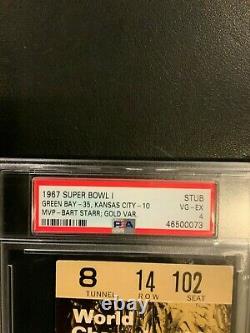 1967 SUPER BOWL I STUB
GREEN BAY-35, KANSAS CITY-10 VG-EX
MVP-BART STARR; GOLD VAR. 4
PSA 46500073
8 14 102
TUNNEL ROW SEAT
World